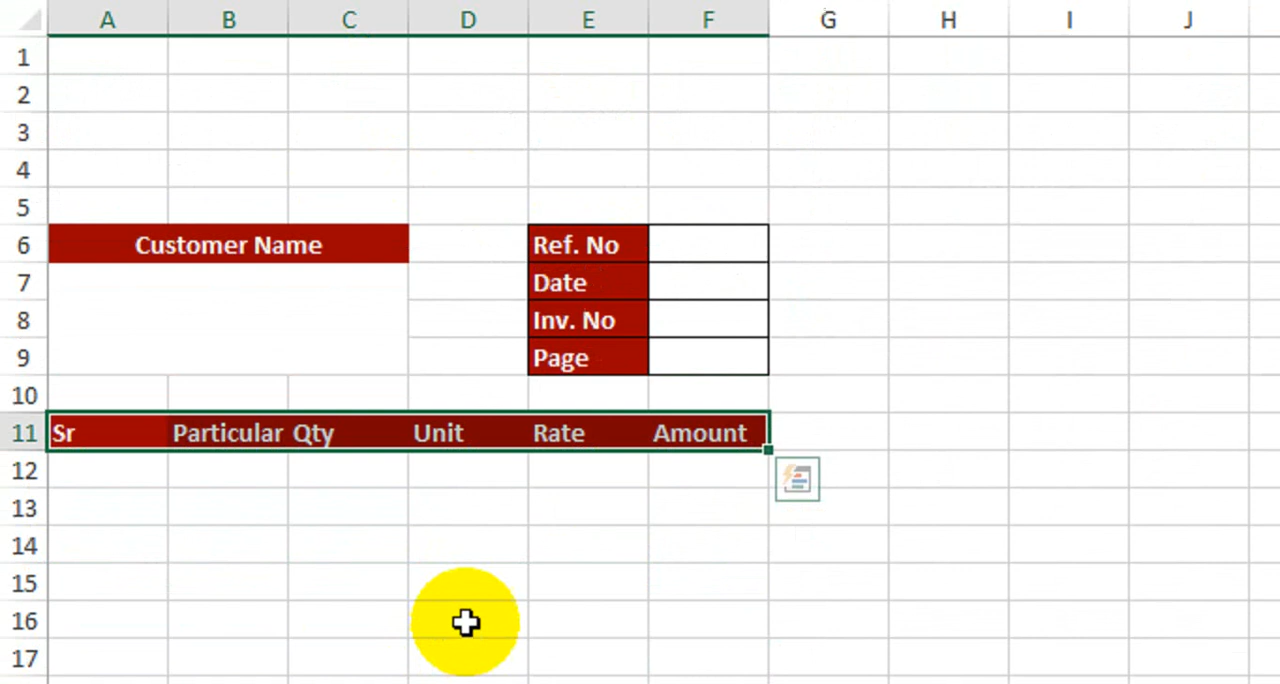 A B C D E F G H I J
1
2
3
4
5
6 Customer Name Ref. No
7 Date
8 Inv. No
9 Page
10
11 Sr Particular Qty Unit Rate Amount
12
13
14
15
16
17